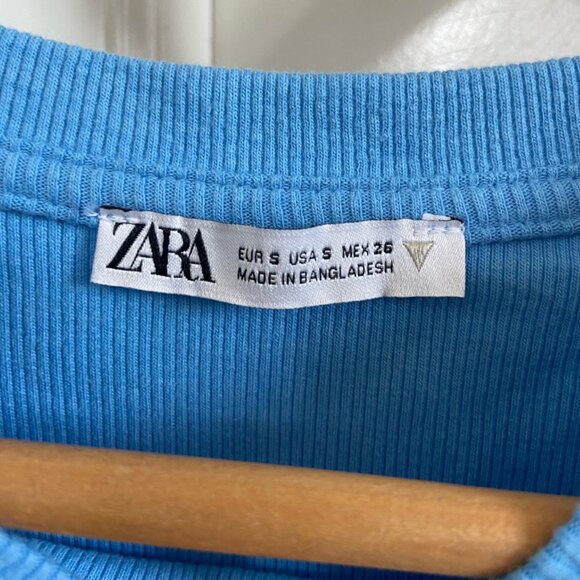 ZARA
EUR S USA S MEX 26
MADE IN BANGLADESH